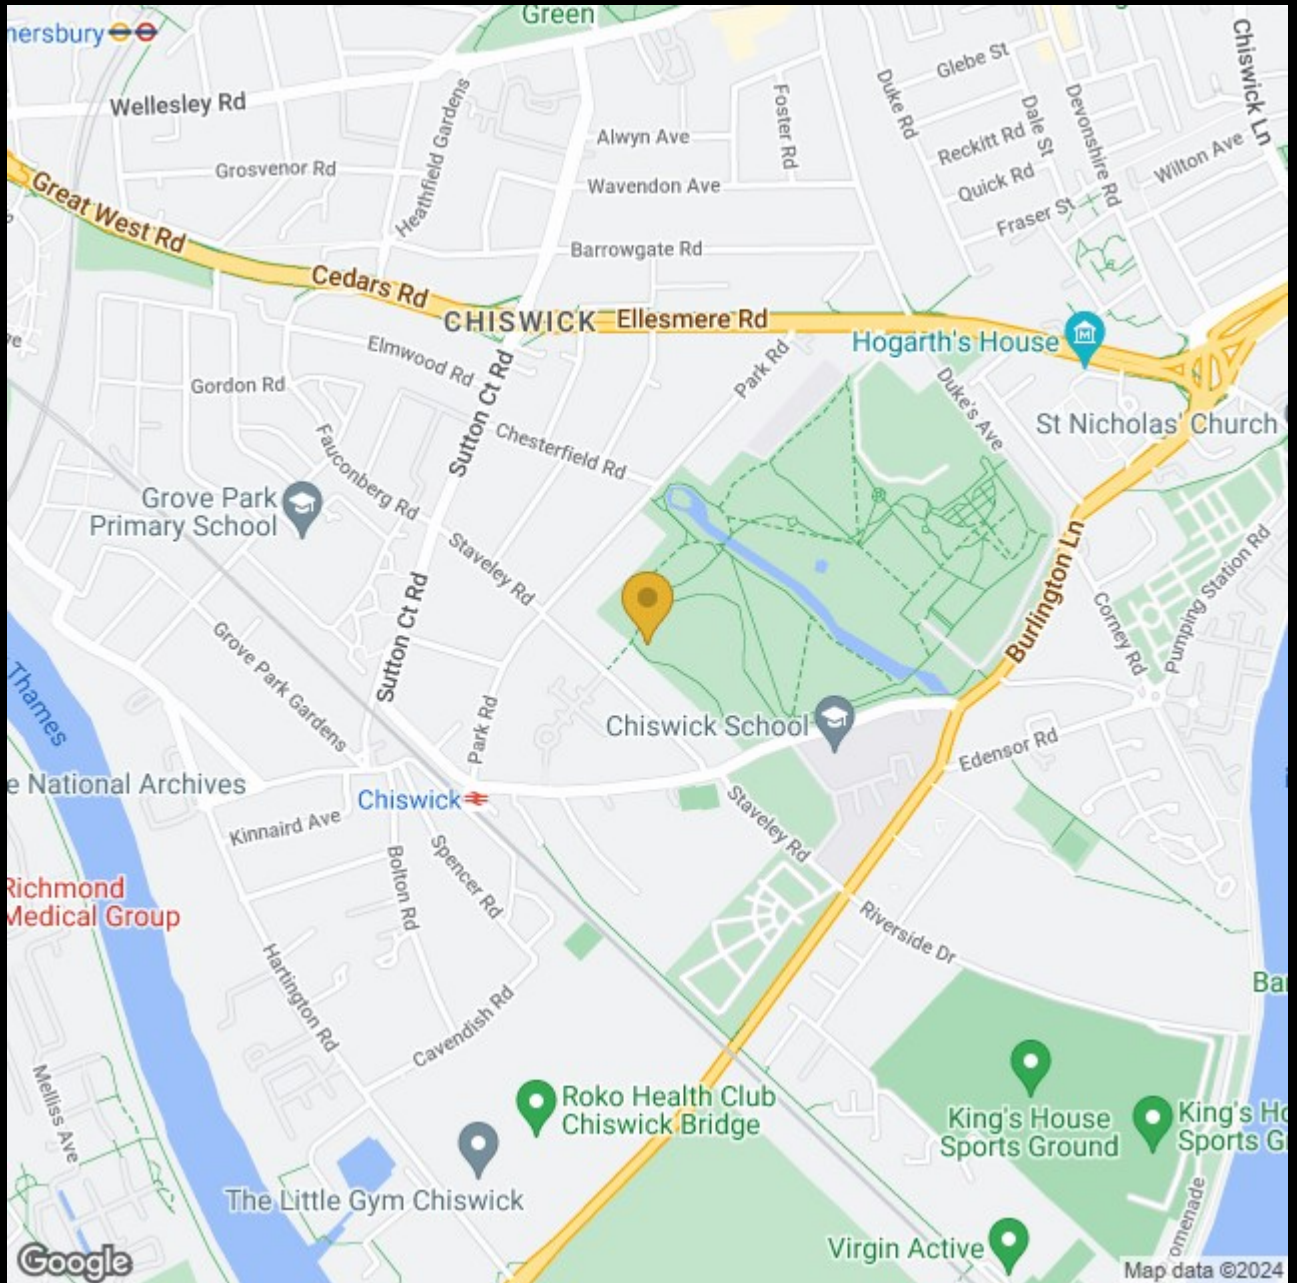 Green
nersbury
Chiswick Ln
Glebe St
Wellesley Rd
Heathfield Gardens
Foster Rd
Duke Rd
Dale St
Devonshire Rd
Alwyn Ave
Reckitt Rd
Wilton Ave
Grosvenor Rd
Wavendon Ave
Quick Rd
Great West Rd
Fraser St
Barrowgate Rd
Cedars Rd
CHISWICK
Ellesmere Rd
Hogarth's House
Elmwood Rd
Park Rd
Gordon Rd
Duke's Ave
Sutton Ct Rd
St Nicholas' Church
Chesterfield Rd
Fauconberg Rd
Grove Park
Primary School
Staveley Rd
Burlington Ln
Pumping Station Rd
Corney Rd
Sutton Ct Rd
Grove Park Gardens
Thames
Park Rd
Chiswick School
Edensor Rd
e National Archives
Chiswick
Staveley Rd
Kinnaird Ave
Bolton Rd
Spencer Rd
Richmond
Medical Group
Riverside Dr
Hartington Rd
Cavendish Rd
Bar
Melliss Ave
Roko Health Club
Chiswick Bridge
King's House
Sports Ground
King's Ho
Sports G
The Little Gym Chiswick
omenade
Virgin Active
Google
Map data ©2024